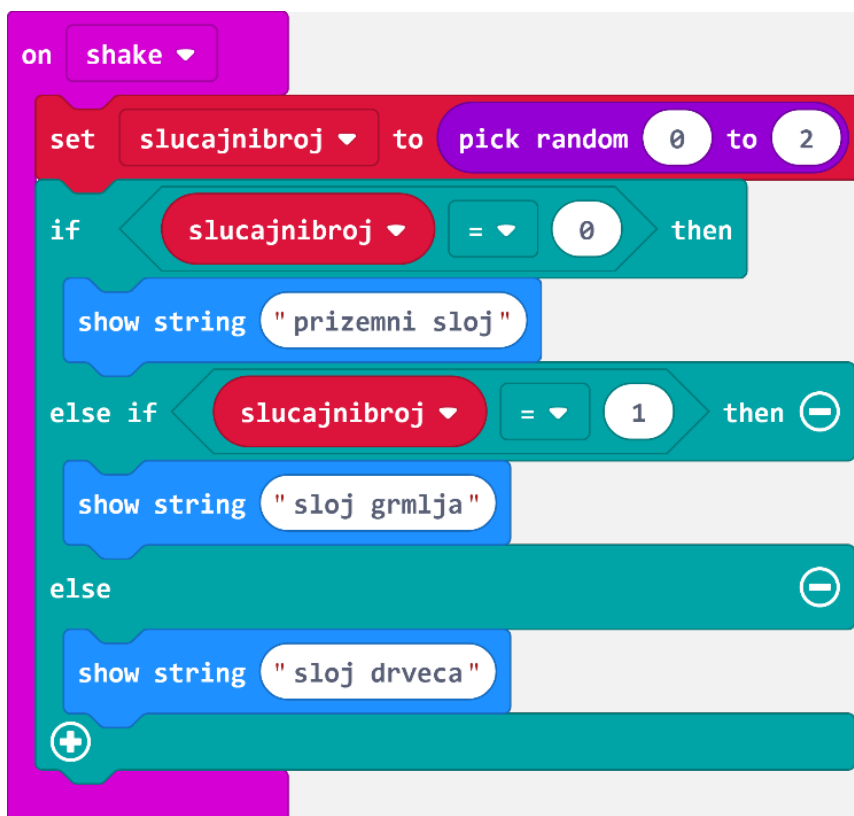 on shake
set slucajnibroj to pick random 0 to 2
if slucajnibroj = 0 then
show string "prizemni sloj"
else if slucajnibroj = 1 then
show string "sloj grmlja"
else
show string "sloj drveca"